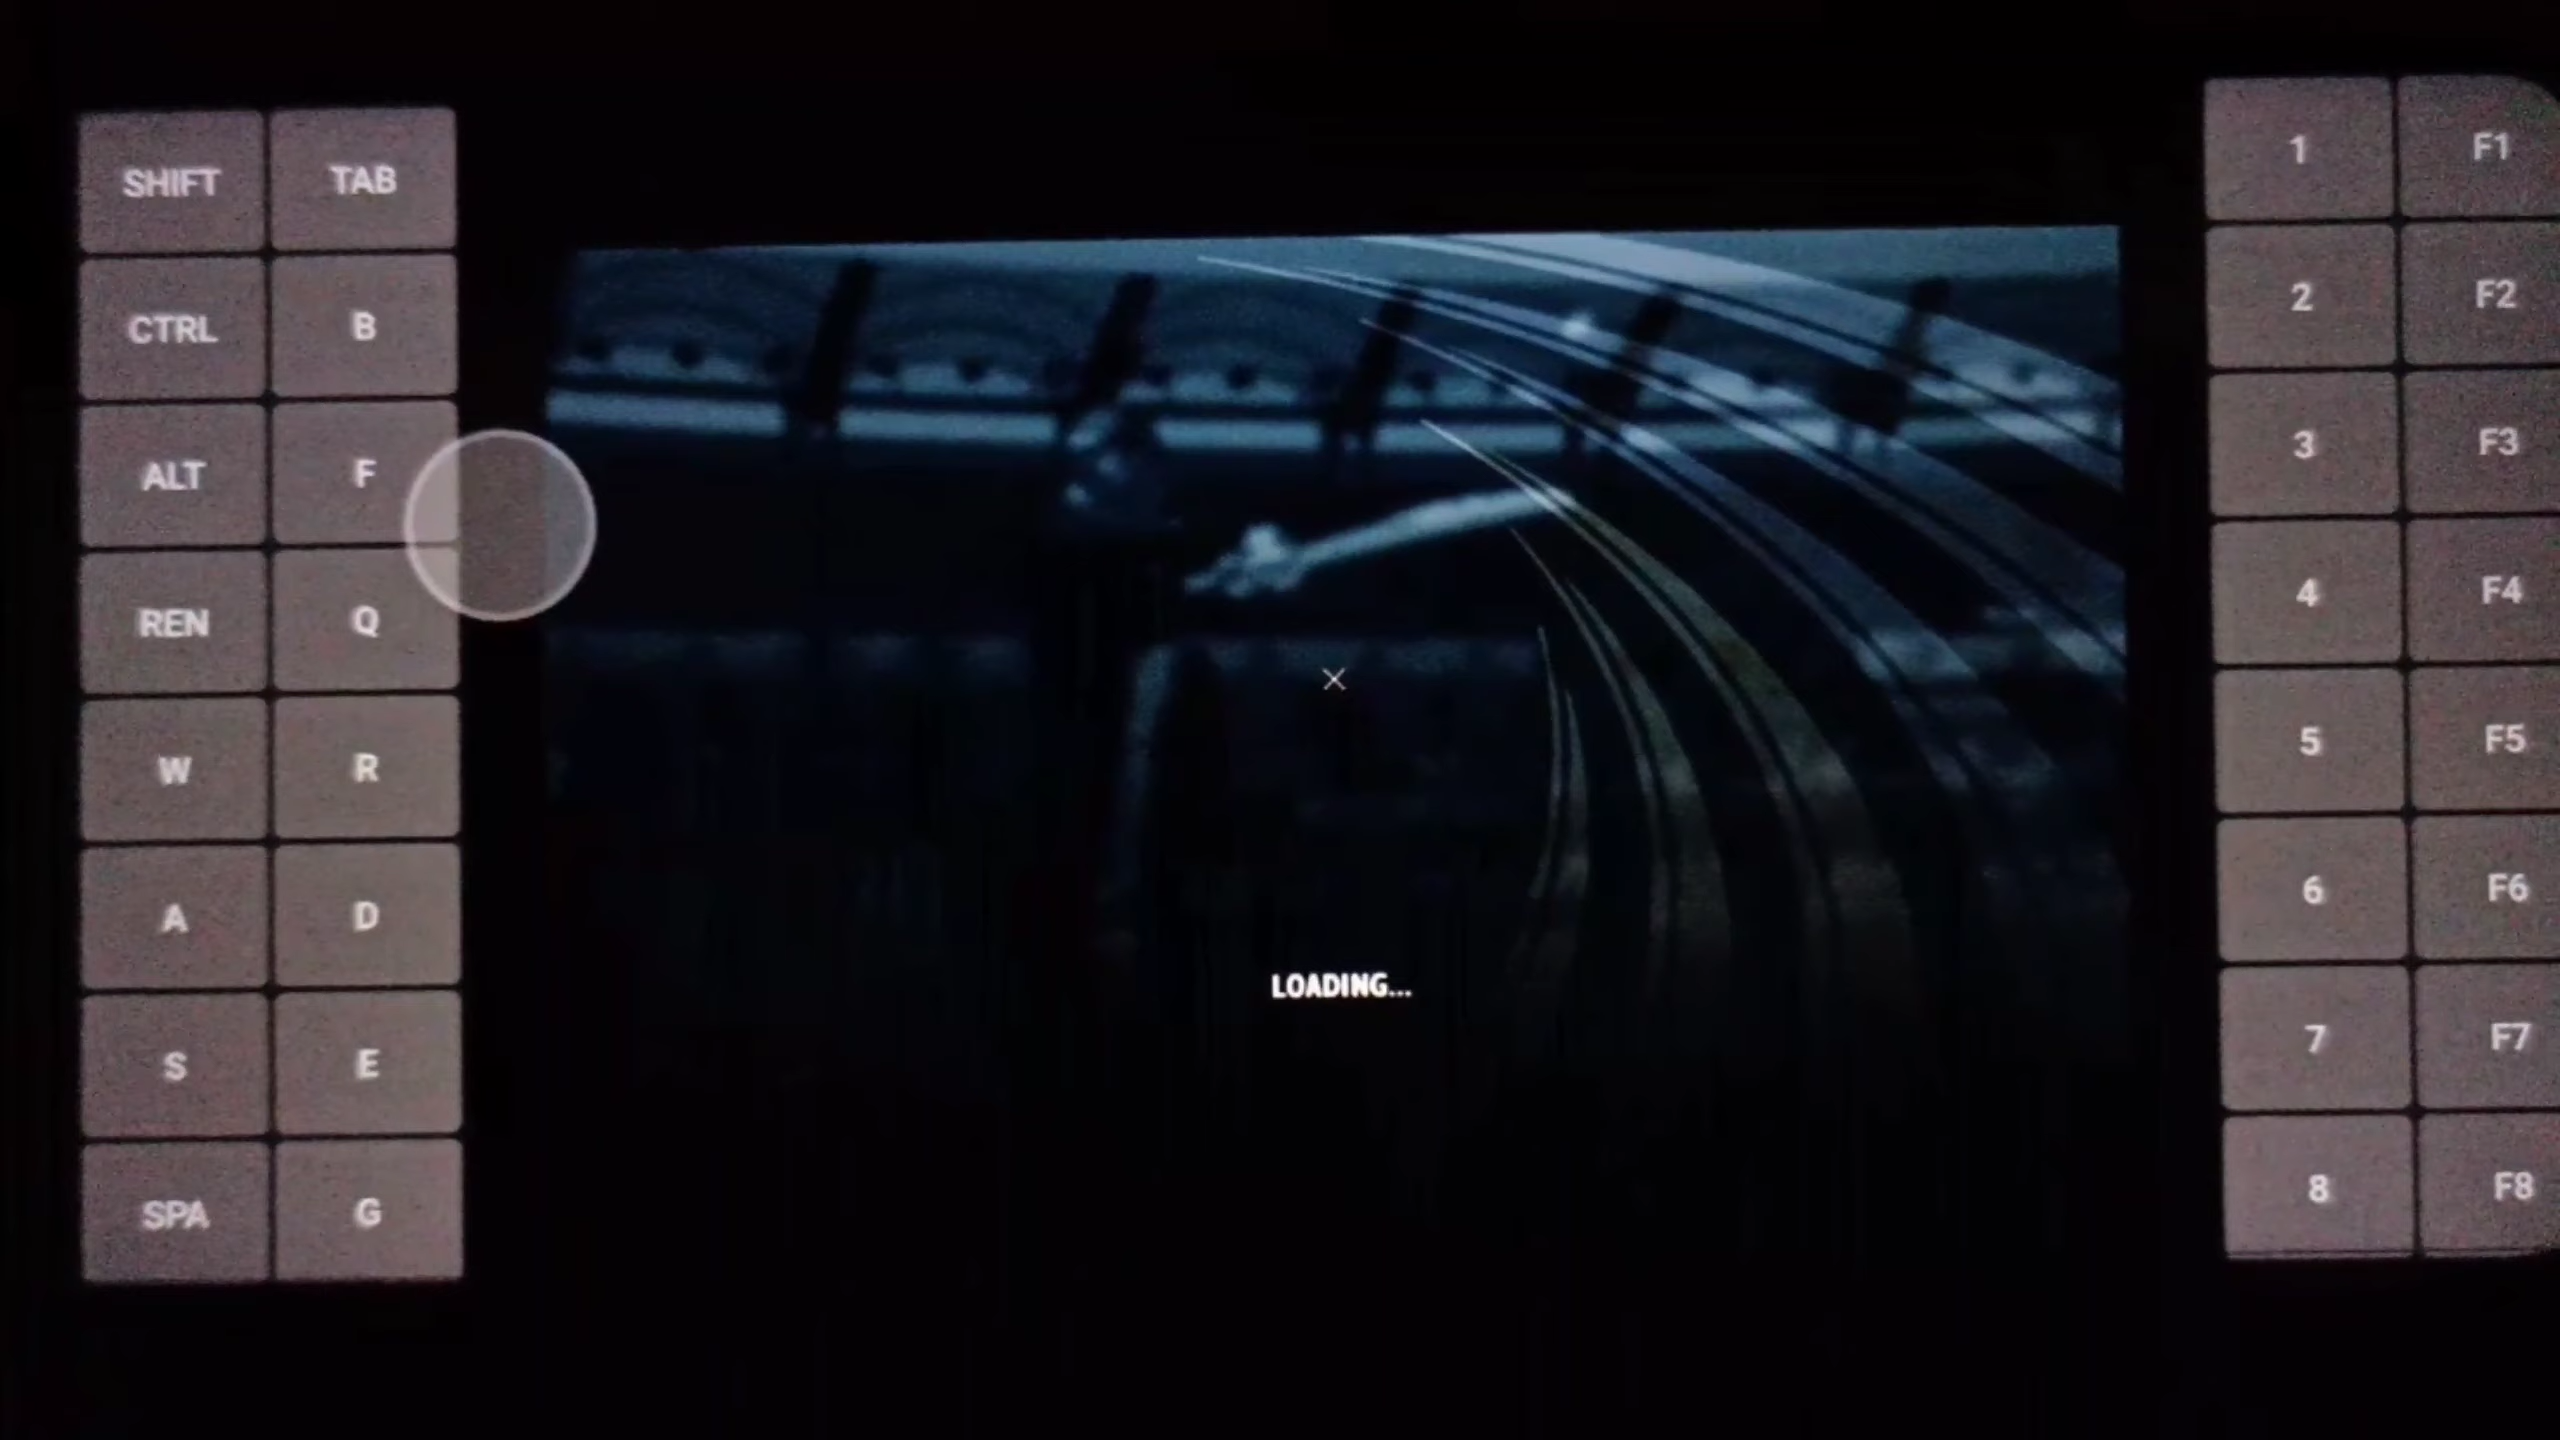 SHIFT TAB
CTRL B
ALT F
REN Q
W R
A D
S E
SPA G
LOADING...
1 F1
2 F2
3 F3
4 F4
5 F5
6 F6
7 F7
8 F8